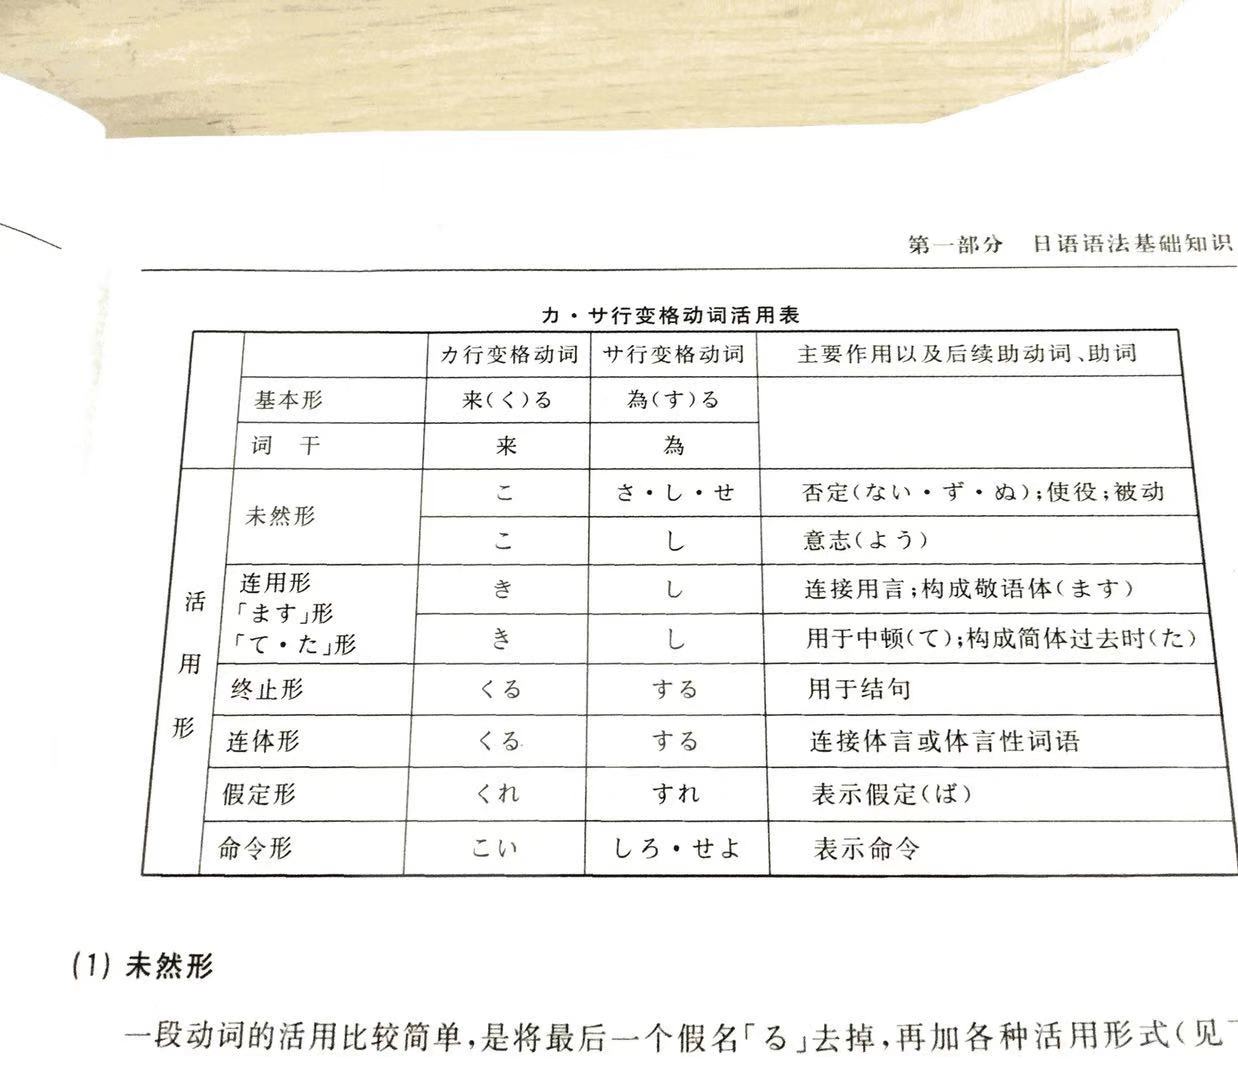 第一部分 日语语法基础知识
カ・サ行变格动词活用表
カ行变格动词 サ行变格动词 主要作用以及后续助动词、助词
基本形 来(く)る 為(す)る
词 干 来 為
活用形
未然形 こ さ・し・せ 否定(ない・ず・ぬ);使役;被动
こ し 意志(よう)
连用形
「ます」形
「て・た」形
き し 连接用言;构成敬语体(ます)
き し 用于中顿(て);构成简体过去时(た)
终止形 くる する 用于结句
连体形 くる する 连接体言或体言性词语
假定形 くれ すれ 表示假定(ば)
命令形 こい しろ・せよ 表示命令
(1) 未然形
一段动词的活用比较简单,是将最后一个假名「る」去掉,再加各种活用形式(见